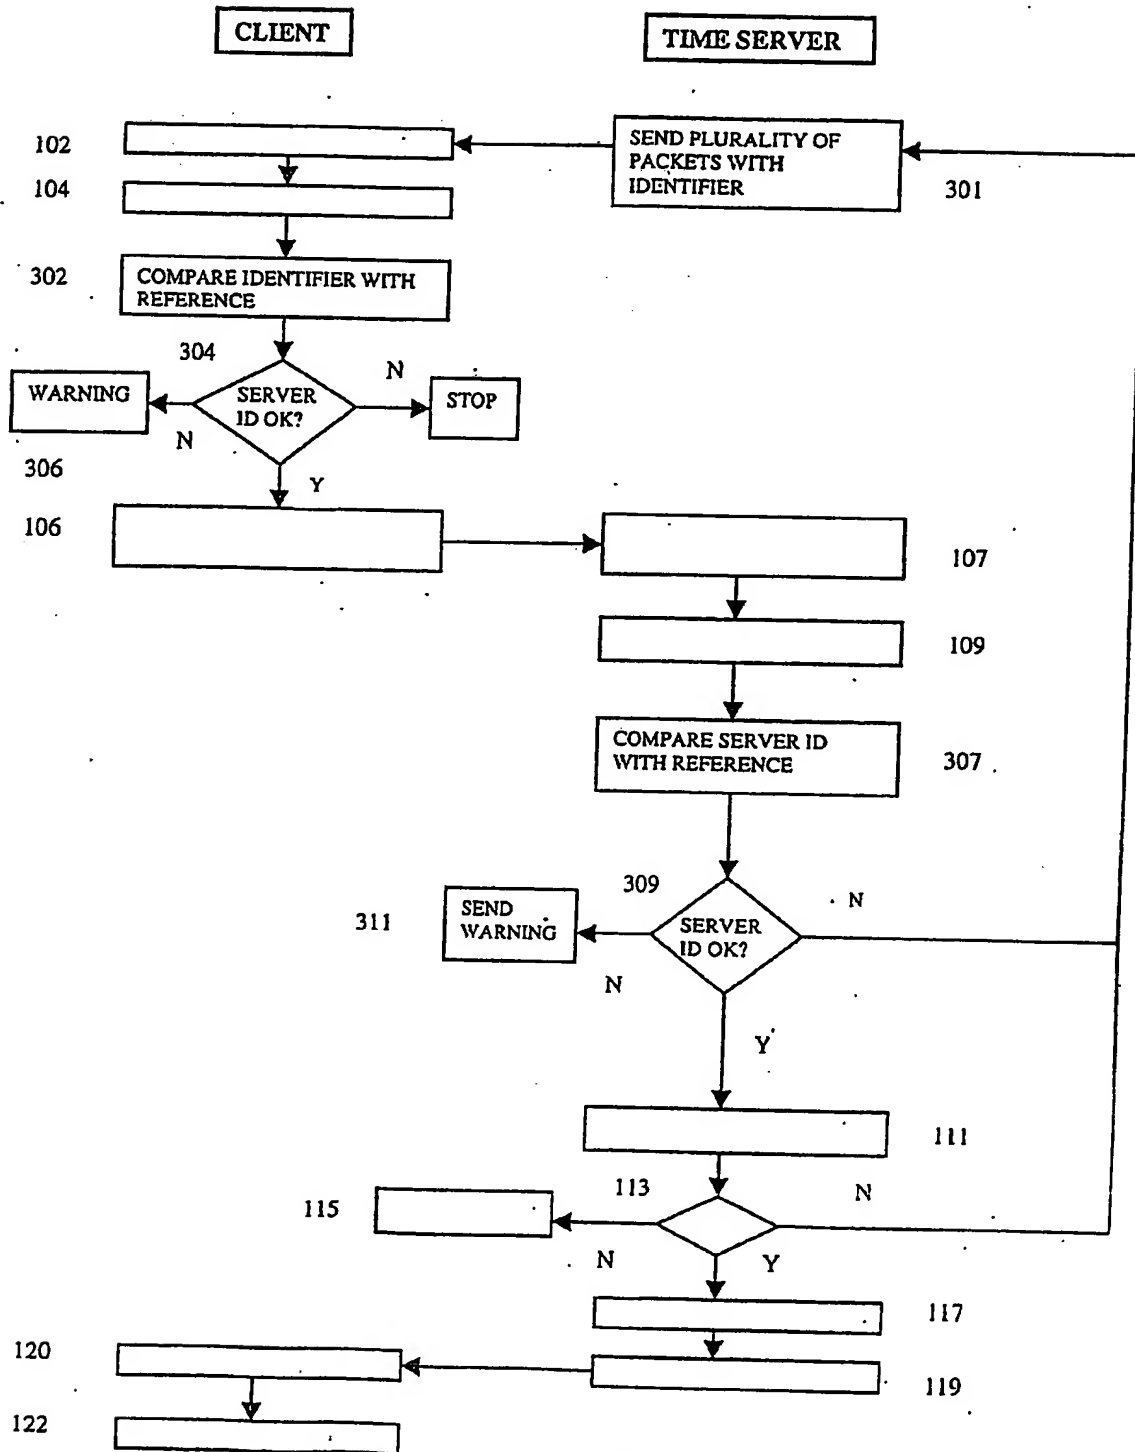 CLIENT
TIME SERVER
102
SEND PLURALITY OF
PACKETS WITH
IDENTIFIER
301
104
302
COMPARE IDENTIFIER WITH
REFERENCE
304
WARNING
SERVER
ID OK?
N
STOP
N
306
Y
106
107
109
COMPARE SERVER ID
WITH REFERENCE
307
309
311
SEND
WARNING
SERVER
ID OK?
N
N
Y
111
113
N
115
N
Y
117
120
119
122